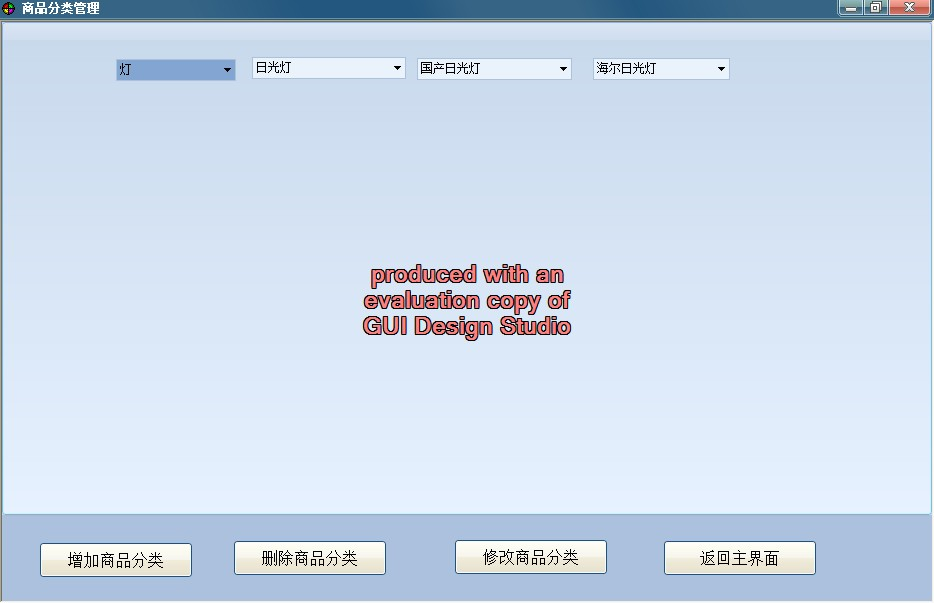 商品分类管理
灯
日光灯
国产日光灯
海尔日光灯
produced with an
evaluation copy of
GUI Design Studio
增加商品分类
删除商品分类
修改商品分类
返回主界面